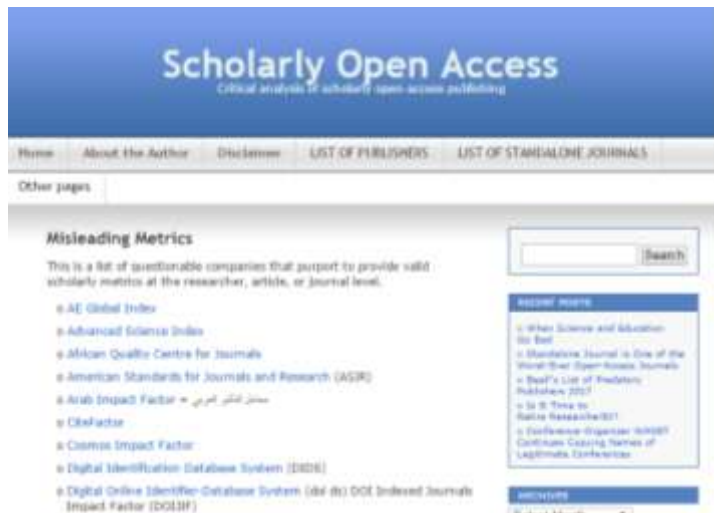 Scholarly Open Access
Critical analysis of scholarly open-access publishing
Home About the Author Disclaimer LIST OF PUBLISHERS LIST OF STANDALONE JOURNALS
Other pages
Misleading Metrics
This is a list of questionable companies that purport to provide valid
scholarly metrics at the researcher, article, or journal level.
AE Global Index
Advanced Science Index
African Quality Centre for Journals
American Standards for Journals and Research (ASJR)
Arab Impact Factor = معامل التأثير العربي
CiteFactor
Cosmos Impact Factor
Digital Identification Database System (DIDS)
Digital Online Identifier-Database System (doi ds) DOI Indexed Journals
Impact Factor (DOIJIF)
Search
RECENT POSTS
When Science and Education
Go Bad
Standalone Journal is One of the
Worst-Ever Open-Access Journals
Beall's List of Predatory
Publishers 2017
Is It Time to
Retire ResearcherID?
Conference Organizer WASET
Continues Copying Names of
Legitimate Conferences
ARCHIVES